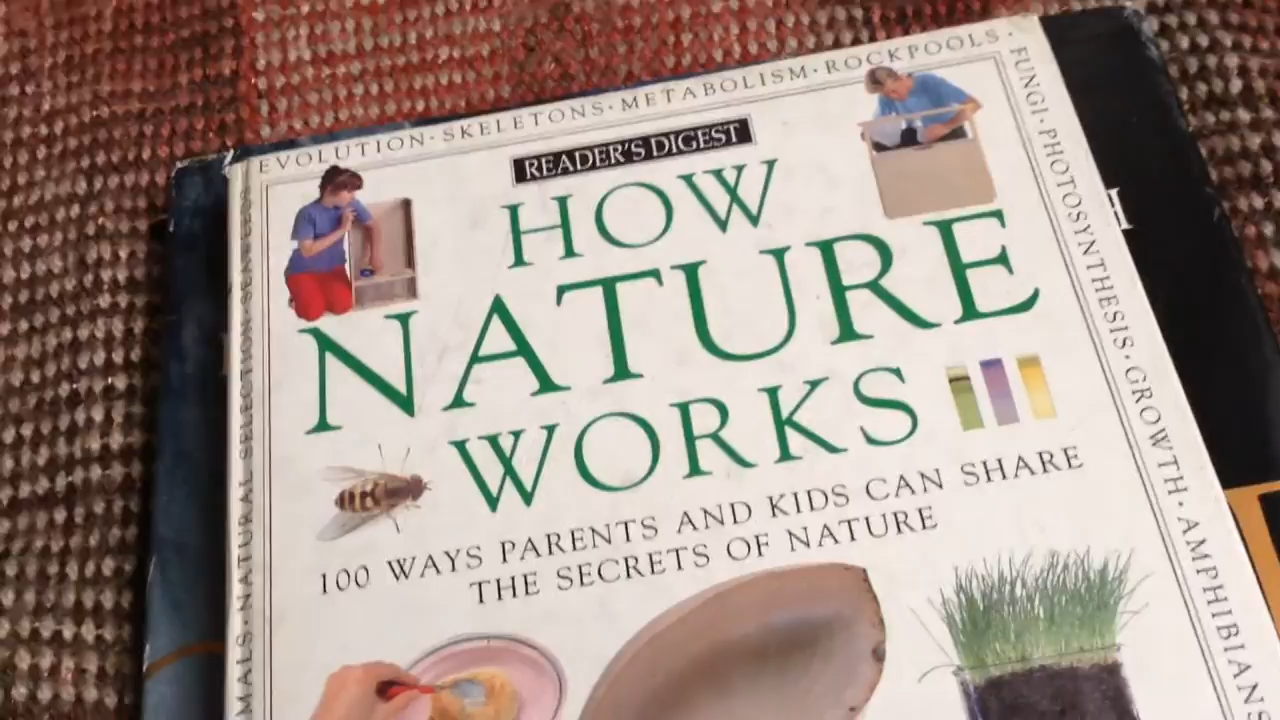 EVOLUTION · SKELETONS · METABOLISM · ROCKPOOLS ·
FUNGI · PHOTOSYNTHESIS · GROWTH · AMPHIBIANS
READER'S DIGEST
HOW
NATURE
WORKS
100 WAYS PARENTS AND KIDS CAN SHARE
THE SECRETS OF NATURE
MALS · NATURAL SELECTION